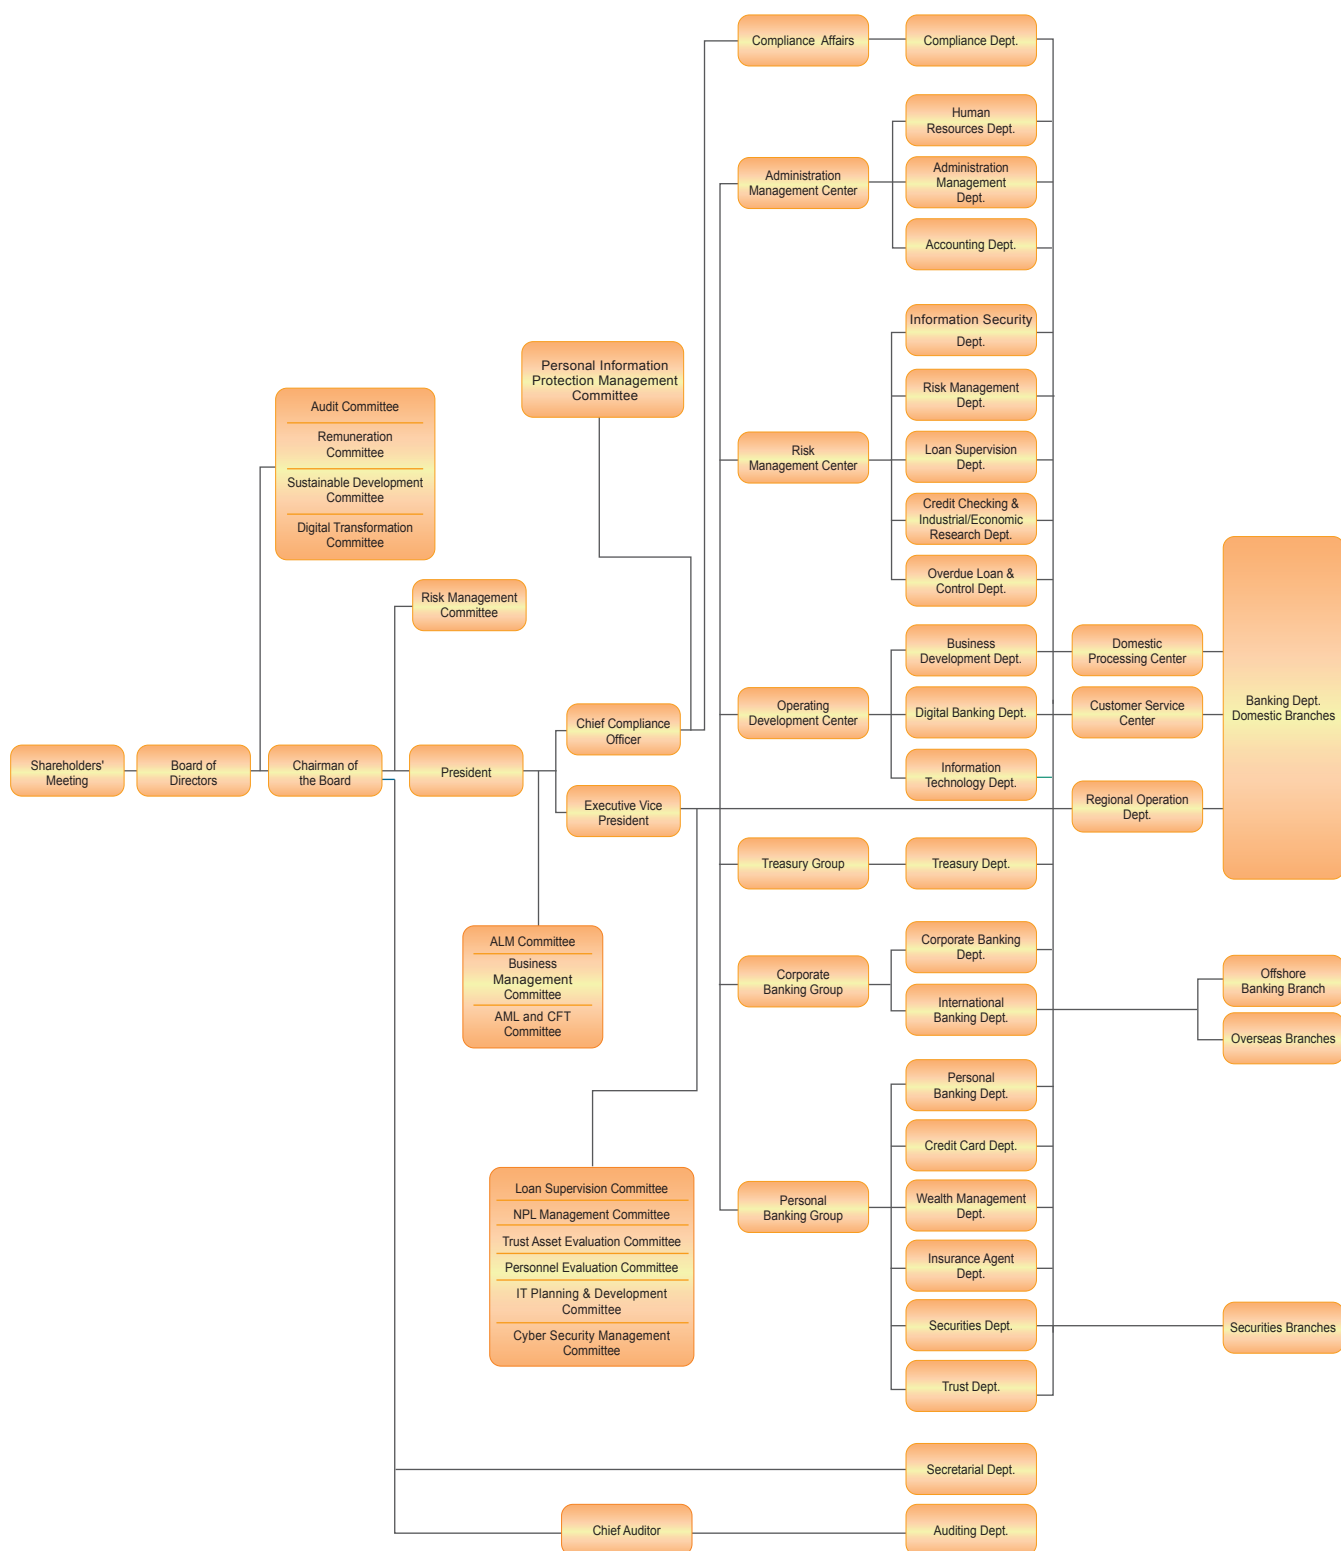 Compliance Affairs
Compliance Dept.
Human
Resources Dept.
Administration
Management Center
Administration
Management
Dept.
Accounting Dept.
Information Security
Dept.
Personal Information
Protection Management
Committee
Risk Management
Dept.
Audit Committee
Remuneration
Committee
Sustainable Development
Committee
Digital Transformation
Committee
Risk
Management Center
Loan Supervision
Dept.
Credit Checking &
Industrial/Economic
Research Dept.
Overdue Loan &
Control Dept.
Risk Management
Committee
Business
Development Dept.
Domestic
Processing Center
Operating
Development Center
Digital Banking Dept.
Customer Service
Center
Banking Dept.
Domestic Branches
Chief Compliance
Officer
Shareholders'
Meeting
Board of
Directors
Chairman of
the Board
President
Information
Technology Dept.
Executive Vice
President
Regional Operation
Dept.
Treasury Group
Treasury Dept.
ALM Committee
Business
Management
Committee
AML and CFT
Committee
Corporate
Banking Group
Corporate Banking
Dept.
International
Banking Dept.
Offshore
Banking Branch
Overseas Branches
Personal
Banking Dept.
Credit Card Dept.
Loan Supervision Committee
NPL Management Committee
Trust Asset Evaluation Committee
Personnel Evaluation Committee
IT Planning & Development
Committee
Cyber Security Management
Committee
Personal
Banking Group
Wealth Management
Dept.
Insurance Agent
Dept.
Securities Dept.
Securities Branches
Trust Dept.
Secretarial Dept.
Chief Auditor
Auditing Dept.